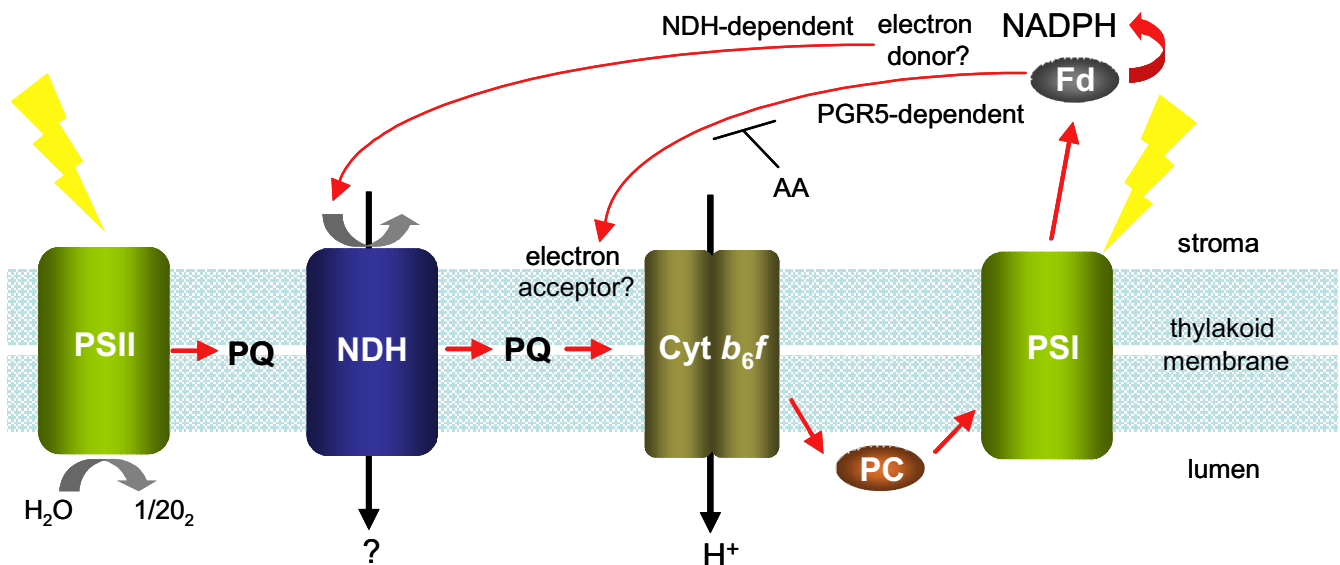 NDH-dependent
electron
donor?
NADPH
Fd
PGR5-dependent
AA
electron
acceptor?
stroma
PSII
PQ
NDH
PQ
Cyt b₆f
PSI
thylakoid
membrane
PC
lumen
H₂O
1/20₂
?
H⁺